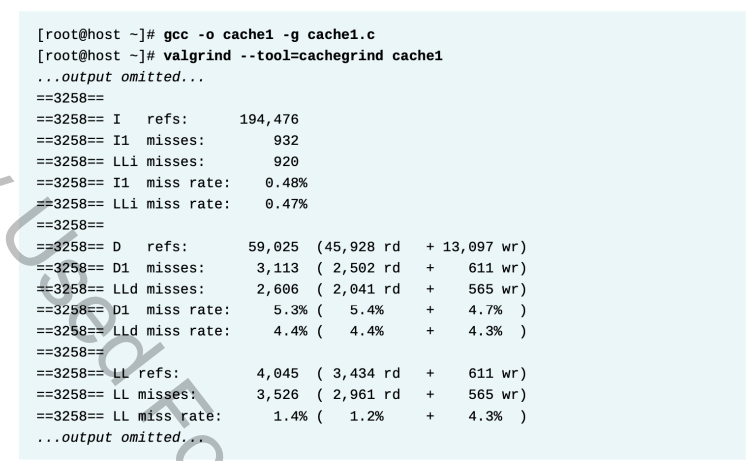 [root@host ~]# gcc -o cache1 -g cache1.c
[root@host ~]# valgrind --tool=cachegrind cache1
...output omitted...
==3258==
==3258== I   refs:      194,476
==3258== I1  misses:        932
==3258== LLi misses:        920
==3258== I1  miss rate:    0.48%
==3258== LLi miss rate:    0.47%
==3258==
==3258== D   refs:       59,025  (45,928 rd   + 13,097 wr)
==3258== D1  misses:      3,113  ( 2,502 rd   +    611 wr)
==3258== LLd misses:      2,606  ( 2,041 rd   +    565 wr)
==3258== D1  miss rate:     5.3% (   5.4%     +    4.7%  )
==3258== LLd miss rate:     4.4% (   4.4%     +    4.3%  )
==3258==
==3258== LL refs:         4,045  ( 3,434 rd   +    611 wr)
==3258== LL misses:       3,526  ( 2,961 rd   +    565 wr)
==3258== LL miss rate:      1.4% (   1.2%     +    4.3%  )
...output omitted...
Used